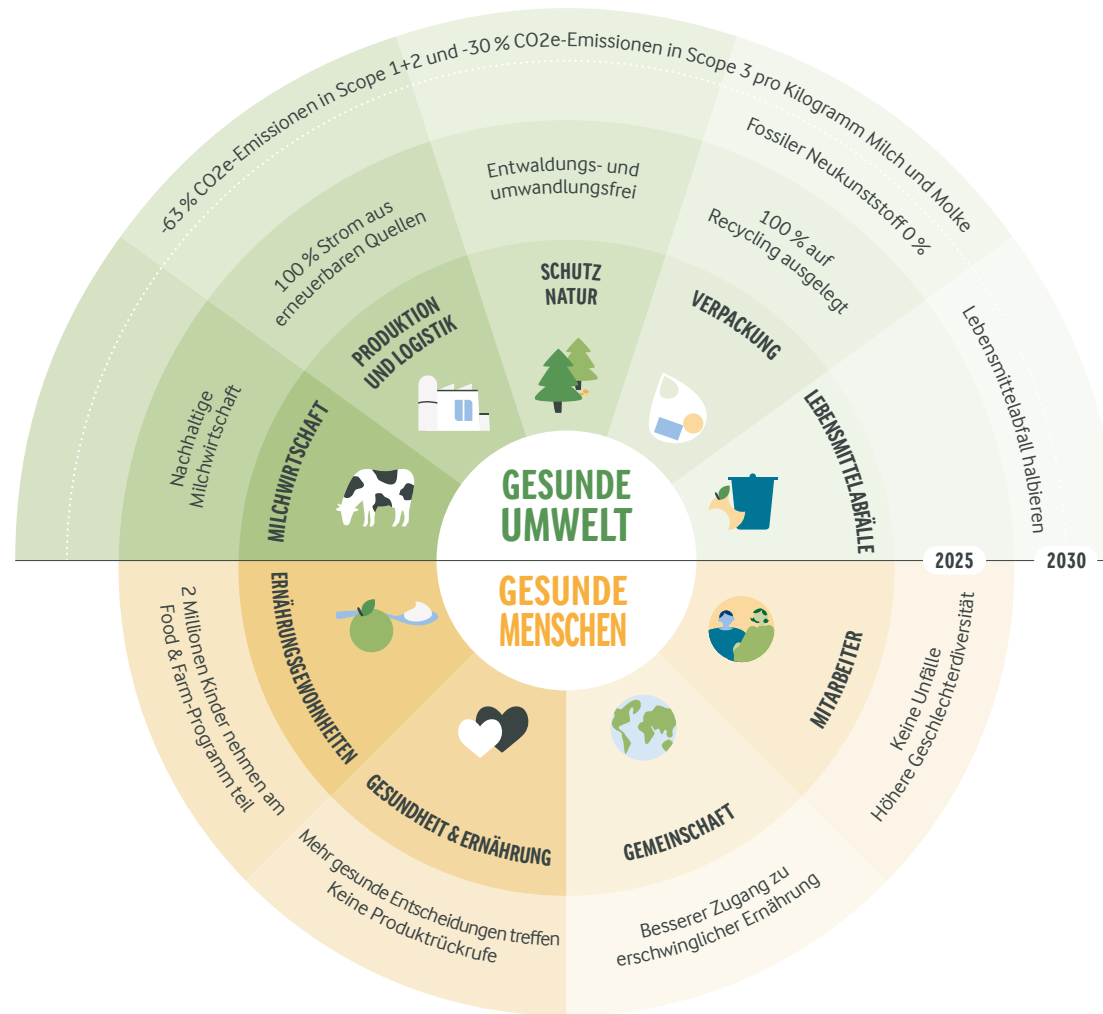 -63 % CO2e-Emissionen in Scope 1+2 und -30 % CO2e-Emissionen in Scope 3 pro Kilogramm Milch und Molke
Nachhaltige
Milchwirtschaft
MILCHWIRTSCHAFT
100 % Strom aus
erneuerbaren Quellen
PRODUKTION
UND LOGISTIK
Entwaldungs- und
umwandlungsfrei
SCHUTZ
NATUR
Fossiler Neukunststoff 0 %
100 % auf
Recycling ausgelegt
VERPACKUNG
Lebensmittelabfall halbieren
LEBENSMITTELABFÄLLE
GESUNDE
UMWELT
2025
2030
GESUNDE
MENSCHEN
ERNÄHRUNGSGEWOHNHEITEN
2 Millionen Kinder nehmen am
Food & Farm-Programm teil
GESUNDHEIT & ERNÄHRUNG
Mehr gesunde Entscheidungen treffen
Keine Produktrückrufe
GEMEINSCHAFT
Besserer Zugang zu
erschwinglicher Ernährung
MITARBEITER
Keine Unfälle
Höhere Geschlechterdiversität